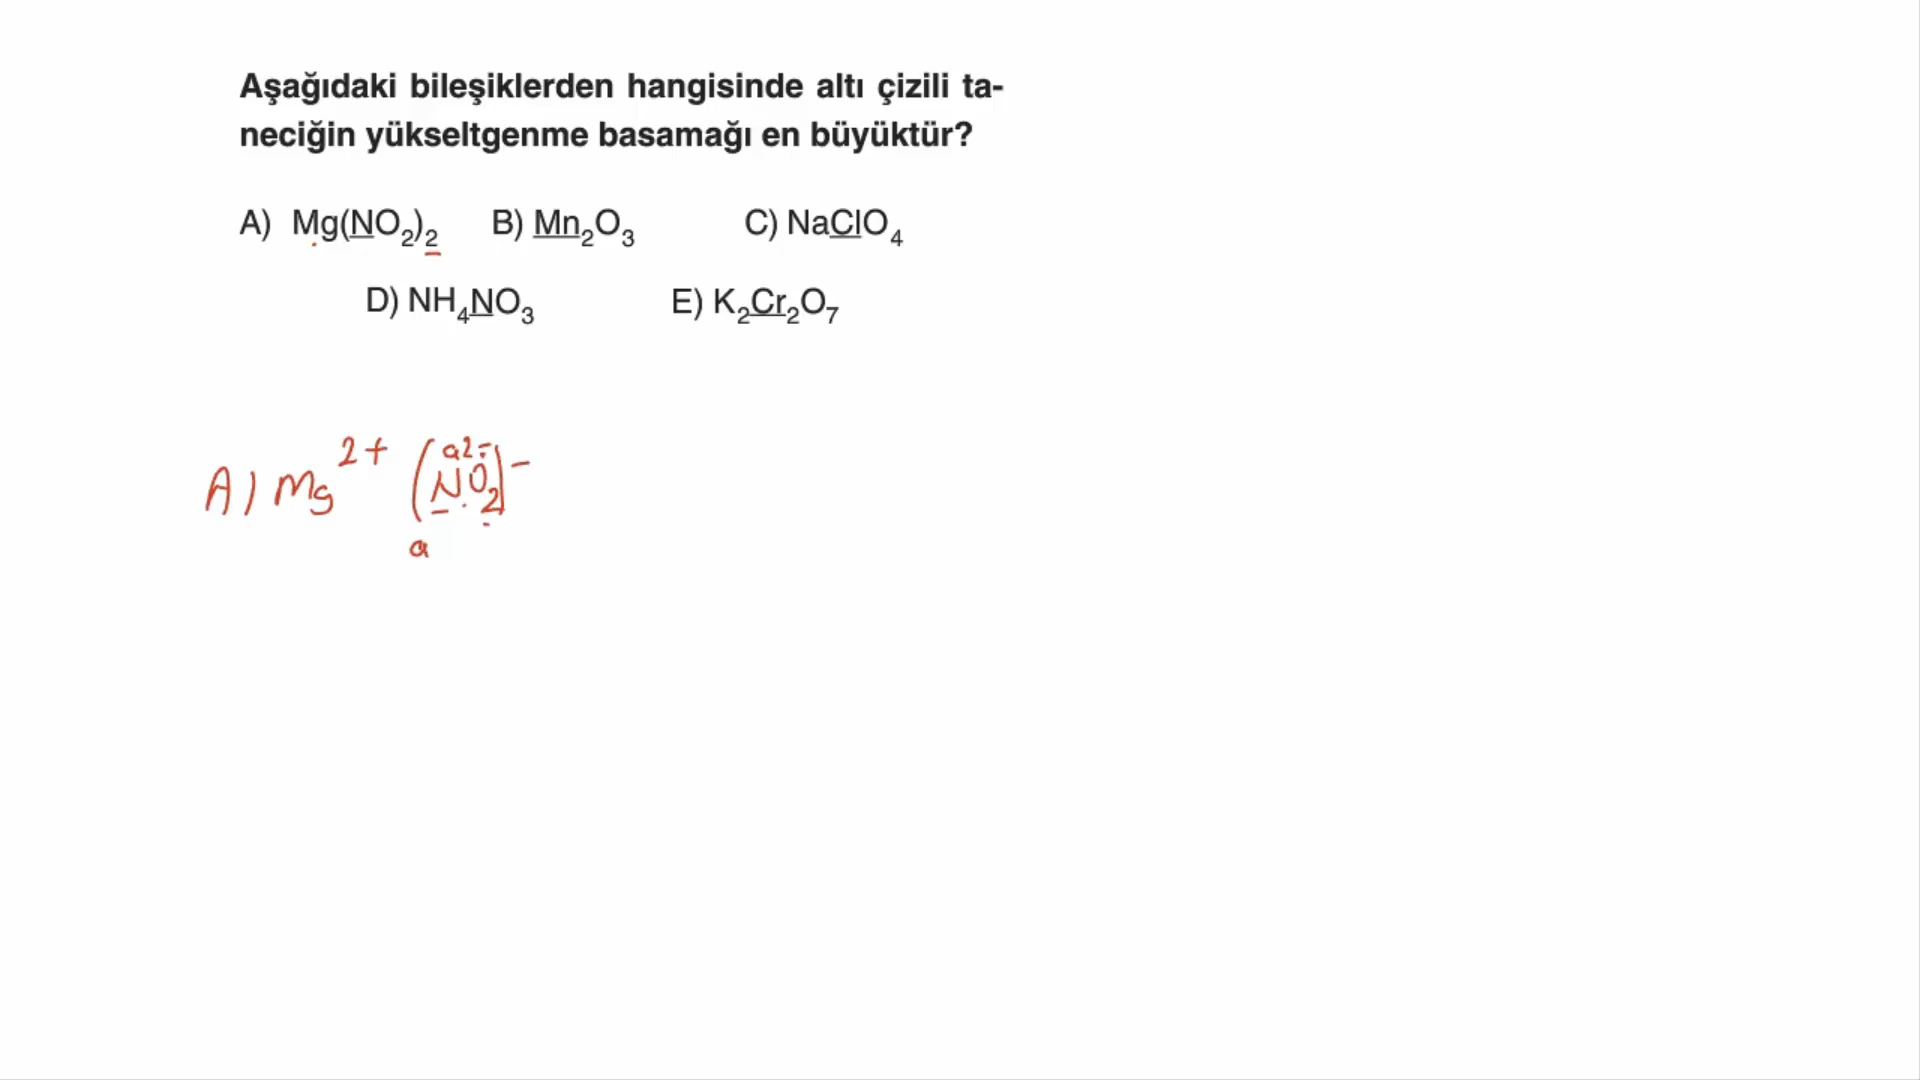 Aşağıdaki bileşiklerden hangisinde altı çizili ta-
neciğin yükseltgenme basamağı en büyüktür?
A) Mg(NO₂)₂ B) Mn₂O₃ C) NaClO₄
D) NH₄NO₃ E) K₂Cr₂O₇
a 2-
A) Mg²⁺ (NO₂)⁻
a